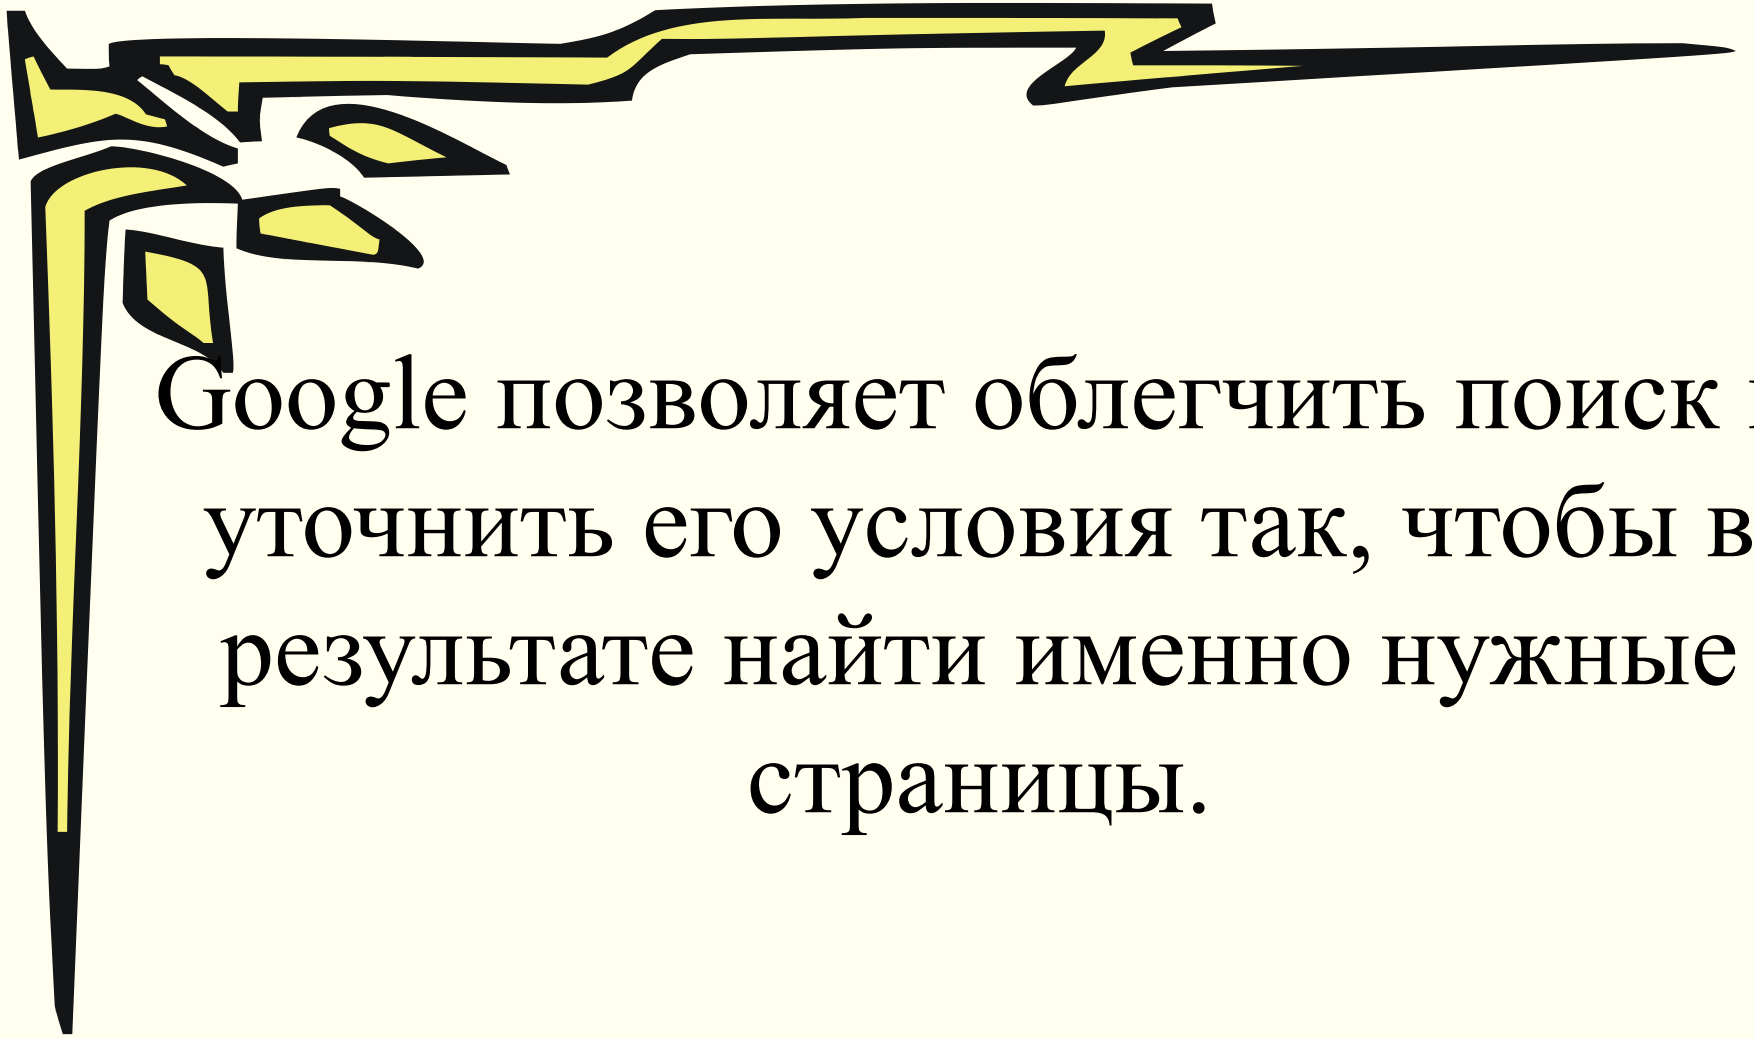 Google позволяет облегчить поиск
уточнить его условия так, чтобы в
результате найти именно нужные
страницы.